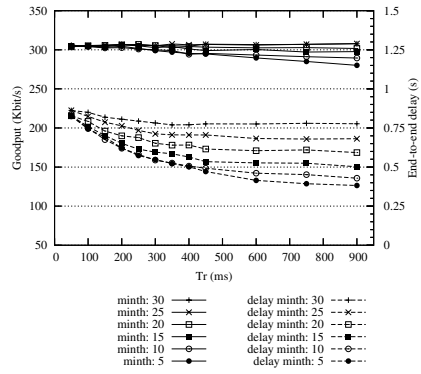 350
300
250
200
150
100
50
Goodput (Kbit/s)
1.5
1.25
1
0.75
0.5
0.25
0
End-to-end delay (s)
0 100 200 300 400 500 600 700 800 900
Tr (ms)
minth: 30 delay minth: 30
minth: 25 delay minth: 25
minth: 20 delay minth: 20
minth: 15 delay minth: 15
minth: 10 delay minth: 10
minth: 5 delay minth: 5